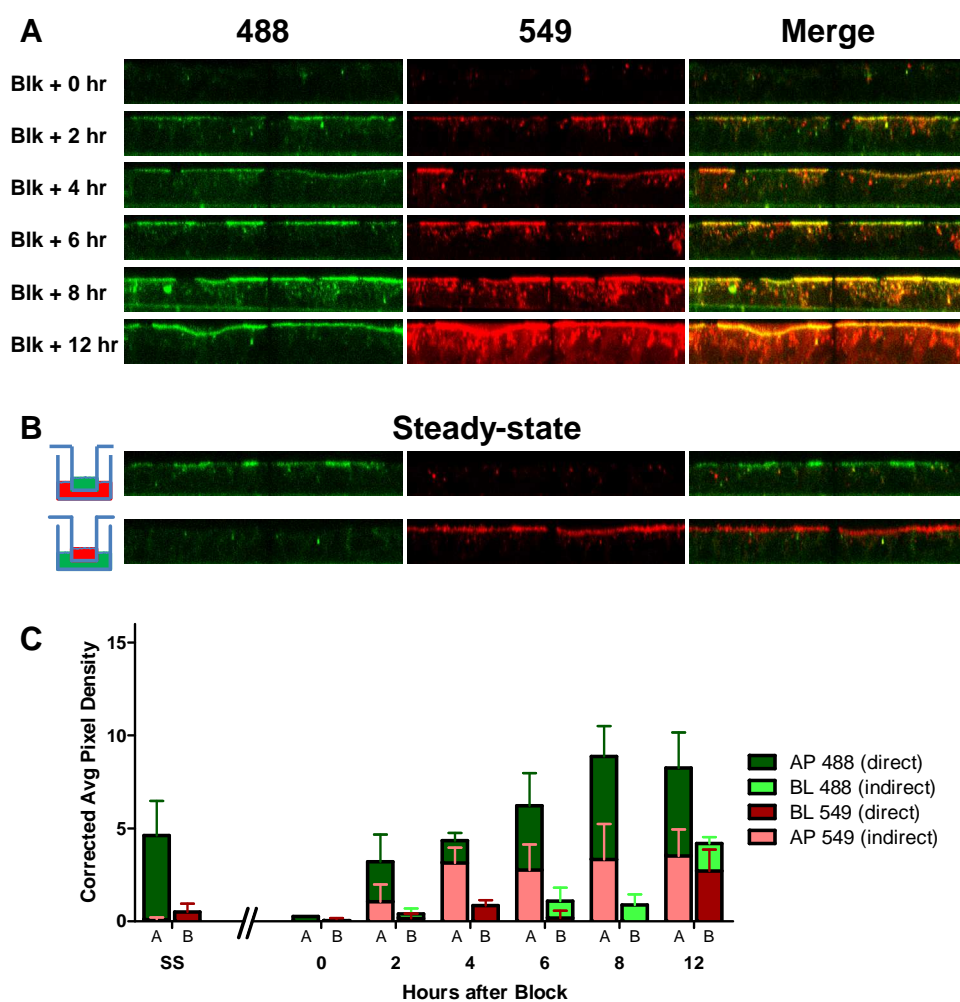 A
488
549
Merge
Blk + 0 hr
Blk + 2 hr
Blk + 4 hr
Blk + 6 hr
Blk + 8 hr
Blk + 12 hr
B
Steady-state
C
Corrected Avg Pixel Density
15
10
5
0
A B A B A B A B A B A B A B
SS 0 2 4 6 8 12
Hours after Block
AP 488 (direct)
BL 488 (indirect)
BL 549 (direct)
AP 549 (indirect)